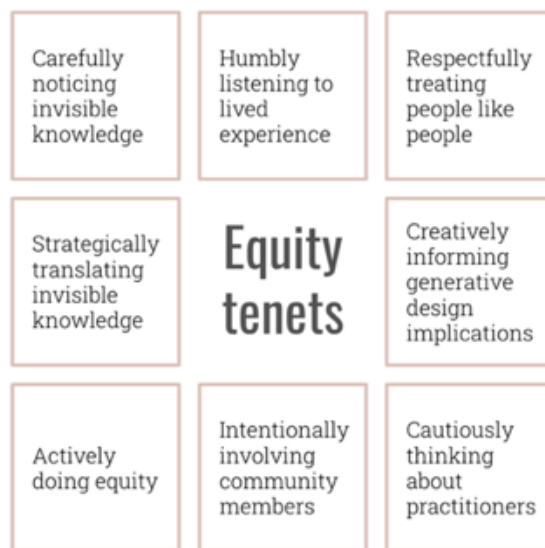 Carefully
noticing
invisible
knowledge
Humbly
listening to
lived
experience
Respectfully
treating
people like
people
Strategically
translating
invisible
knowledge
Equity
tenets
Creatively
informing
generative
design
implications
Actively
doing equity
Intentionally
involving
community
members
Cautiously
thinking
about
practitioners